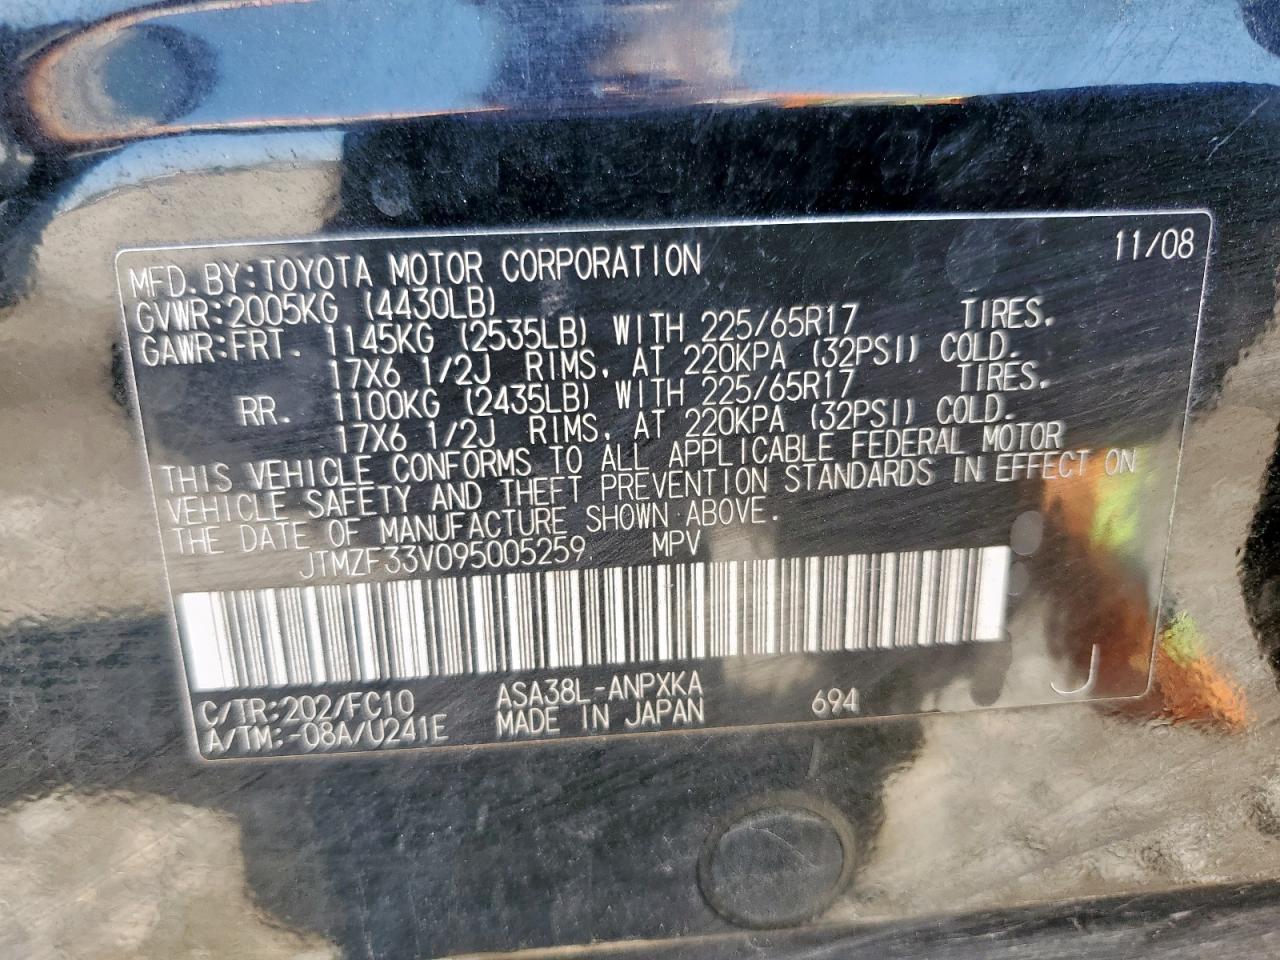 MFD. BY: TOYOTA MOTOR CORPORATION 11/08
GVWR: 2005KG (4430LB)
GAWR: FRT. 1145KG (2535LB) WITH 225/65R17 TIRES.
17X6 1/2J RIMS, AT 220KPA (32PSI) COLD.
RR. 1100KG (2435LB) WITH 225/65R17 TIRES.
17X6 1/2J RIMS, AT 220KPA (32PSI) COLD.
THIS VEHICLE CONFORMS TO ALL APPLICABLE FEDERAL MOTOR
VEHICLE SAFETY AND THEFT PREVENTION STANDARDS IN EFFECT ON
THE DATE OF MANUFACTURE SHOWN ABOVE.
JTMZF33V095005259 MPV
C/TR: 202/FC10 ASA38L-ANPXKA 694 J
A/TM: -08A/U241E MADE IN JAPAN